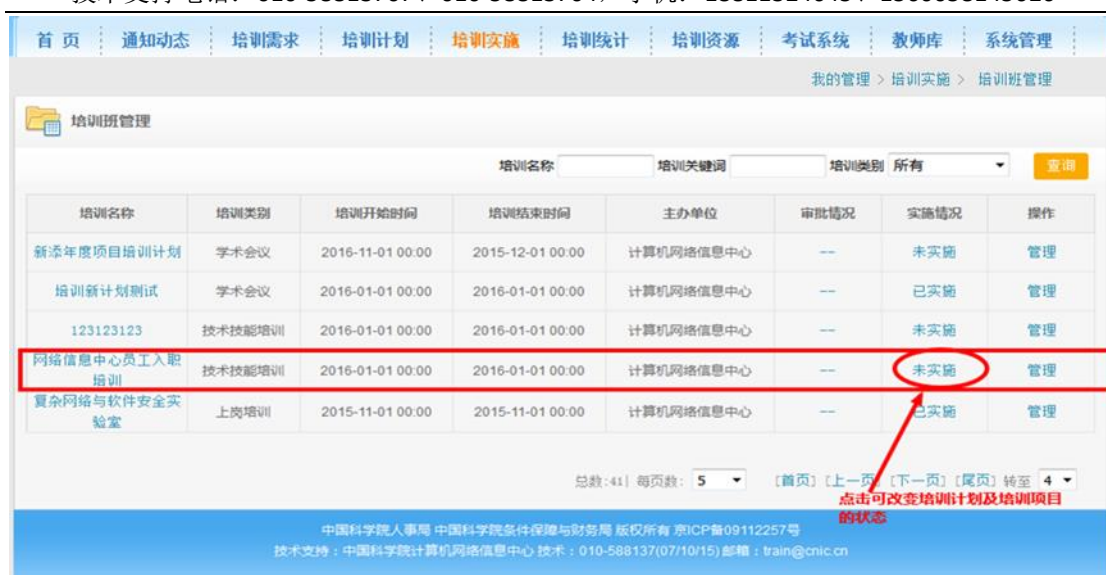 首 页 通知动态 培训需求 培训计划 培训实施 培训统计 培训资源 考试系统 教师库 系统管理
我的管理 > 培训实施 > 培训班管理
培训班管理
培训名称 培训关键词 培训类别 所有 查询
培训名称 培训类别 培训开始时间 培训结束时间 主办单位 审批情况 实施情况 操作
新添年度项目培训计划 学术会议 2016-11-01 00:00 2015-12-01 00:00 计算机网络信息中心 -- 未实施 管理
培训新计划测试 学术会议 2016-01-01 00:00 2016-01-01 00:00 计算机网络信息中心 -- 已实施 管理
123123123 技术技能培训 2016-01-01 00:00 2016-01-01 00:00 计算机网络信息中心 -- 未实施 管理
网络信息中心员工入职
培训 技术技能培训 2016-01-01 00:00 2016-01-01 00:00 计算机网络信息中心 -- 未实施 管理
复杂网络与软件安全实
验室 上岗培训 2015-11-01 00:00 2015-11-01 00:00 计算机网络信息中心 -- 已实施 管理
总数:41| 每页数: 5 [首页] [上一页] [下一页] [尾页] 转至 4
点击可改变培训计划及培训项目
的状态
中国科学院人事局 中国科学院条件保障与财务局 版权所有 京ICP备09112257号
技术支持：中国科学院计算机网络信息中心 技术：010-588137(07/10/15) 邮箱：train@cnic.cn